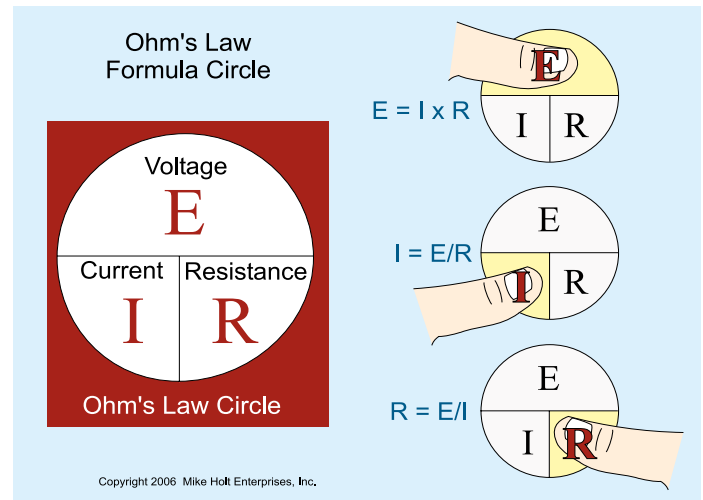 Ohm's Law
Formula Circle
Voltage
E
Current
Resistance
I
R
Ohm's Law Circle
Copyright 2006 Mike Holt Enterprises, Inc.
E
E = I x R
I
R
E
I = E/R
I
R
E
R = E/I
I
R